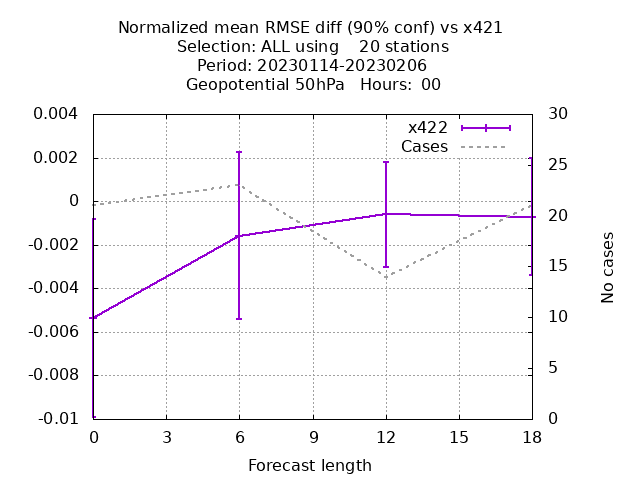 Normalized mean RMSE diff (90% conf) vs x421
Selection: ALL using    20 stations
Period: 20230114-20230206
Geopotential 50hPa   Hours:  00
0.004
0.002
0
-0.002
-0.004
-0.006
-0.008
-0.01
30
25
20
15
10
5
0
x422
Cases
No cases
0 3 6 9 12 15 18
Forecast length